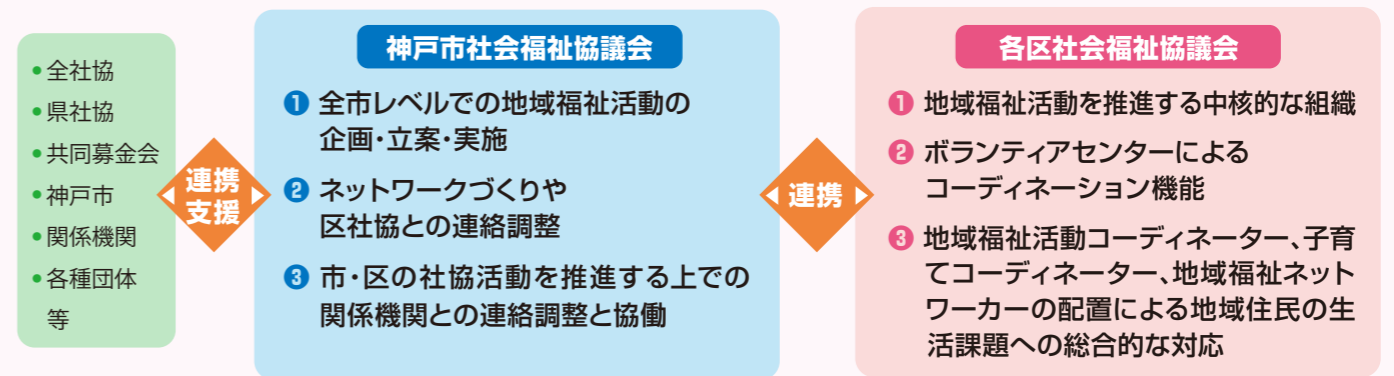 • 全社協
• 県社協
• 共同募金会
• 神戸市
• 関係機関
• 各種団体
等
連携
支援
神戸市社会福祉協議会
❶ 全市レベルでの地域福祉活動の
企画・立案・実施
❷ ネットワークづくりや
区社協との連絡調整
❸ 市・区の社協活動を推進する上での
関係機関との連絡調整と協働
連携
各区社会福祉協議会
❶ 地域福祉活動を推進する中核的な組織
❷ ボランティアセンターによる
コーディネーション機能
❸ 地域福祉活動コーディネーター、子育
てコーディネーター、地域福祉ネット
ワーカーの配置による地域住民の生
活課題への総合的な対応